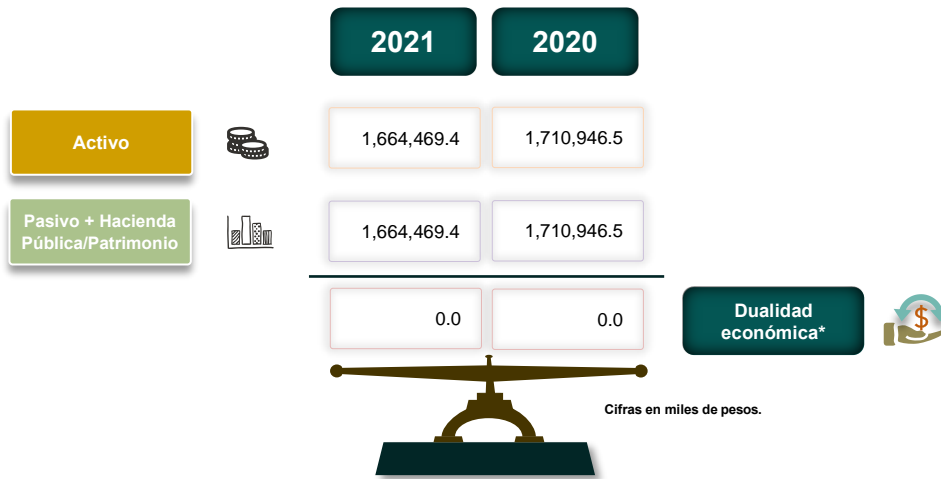 2021 2020
Activo 1,664,469.4 1,710,946.5
Pasivo + Hacienda
Pública/Patrimonio 1,664,469.4 1,710,946.5
0.0 0.0
Dualidad
económica*
$
Cifras en miles de pesos.